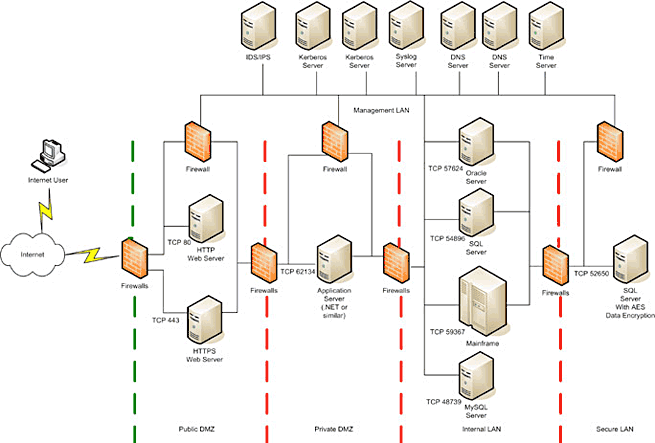 IDS/IPS
Kerberos
Server
Kerberos
Server
Syslog
Server
DNS
Server
DNS
Server
Time
Server
Management LAN
Internet User
Internet
Firewalls
Firewall
TCP 80
HTTP
Web Server
TCP 443
HTTPS
Web Server
Firewalls
Firewall
TCP 62134
Application
Server
(.NET or
similar)
Firewalls
TCP 57624
Oracle
Server
TCP 54896
SQL
Server
TCP 59367
Mainframe
TCP 48739
MySQL
Server
Firewalls
Firewall
TCP 52650
SQL
Server
With AES
Data Encryption
Public DMZ
Private DMZ
Internal LAN
Secure LAN